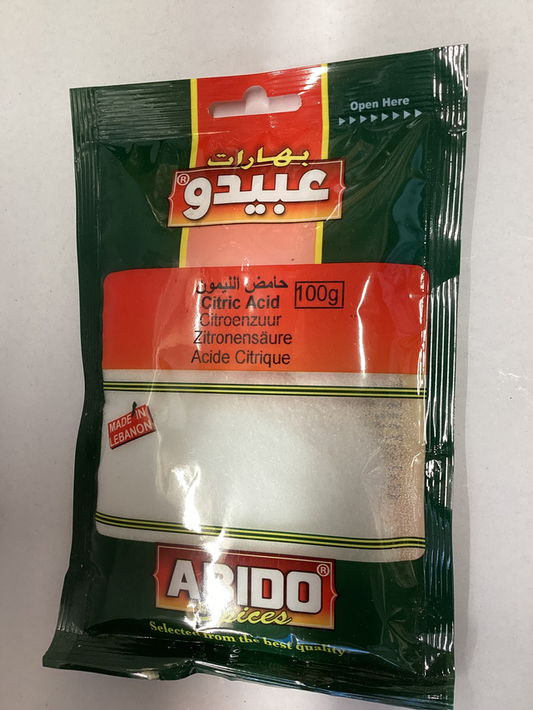 Open Here
بهارات
عبيدو®
حامض الليمون
Citric Acid
100g
Citroenzuur
Zitronensäure
Acide Citrique
MADE IN
LEBANON
ABIDO®
Spices
Selected from the best quality